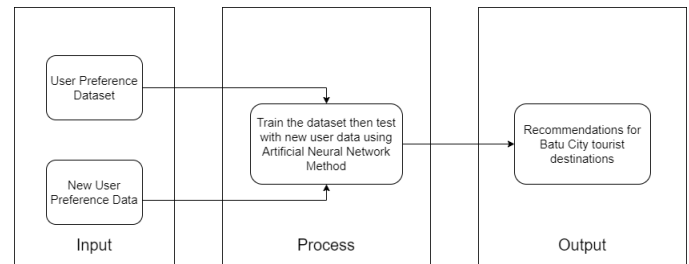 User Preference
Dataset
New User
Preference Data
Input
Train the dataset then test
with new user data using
Artificial Neural Network
Method
Process
Recommendations for
Batu City tourist
destinations
Output